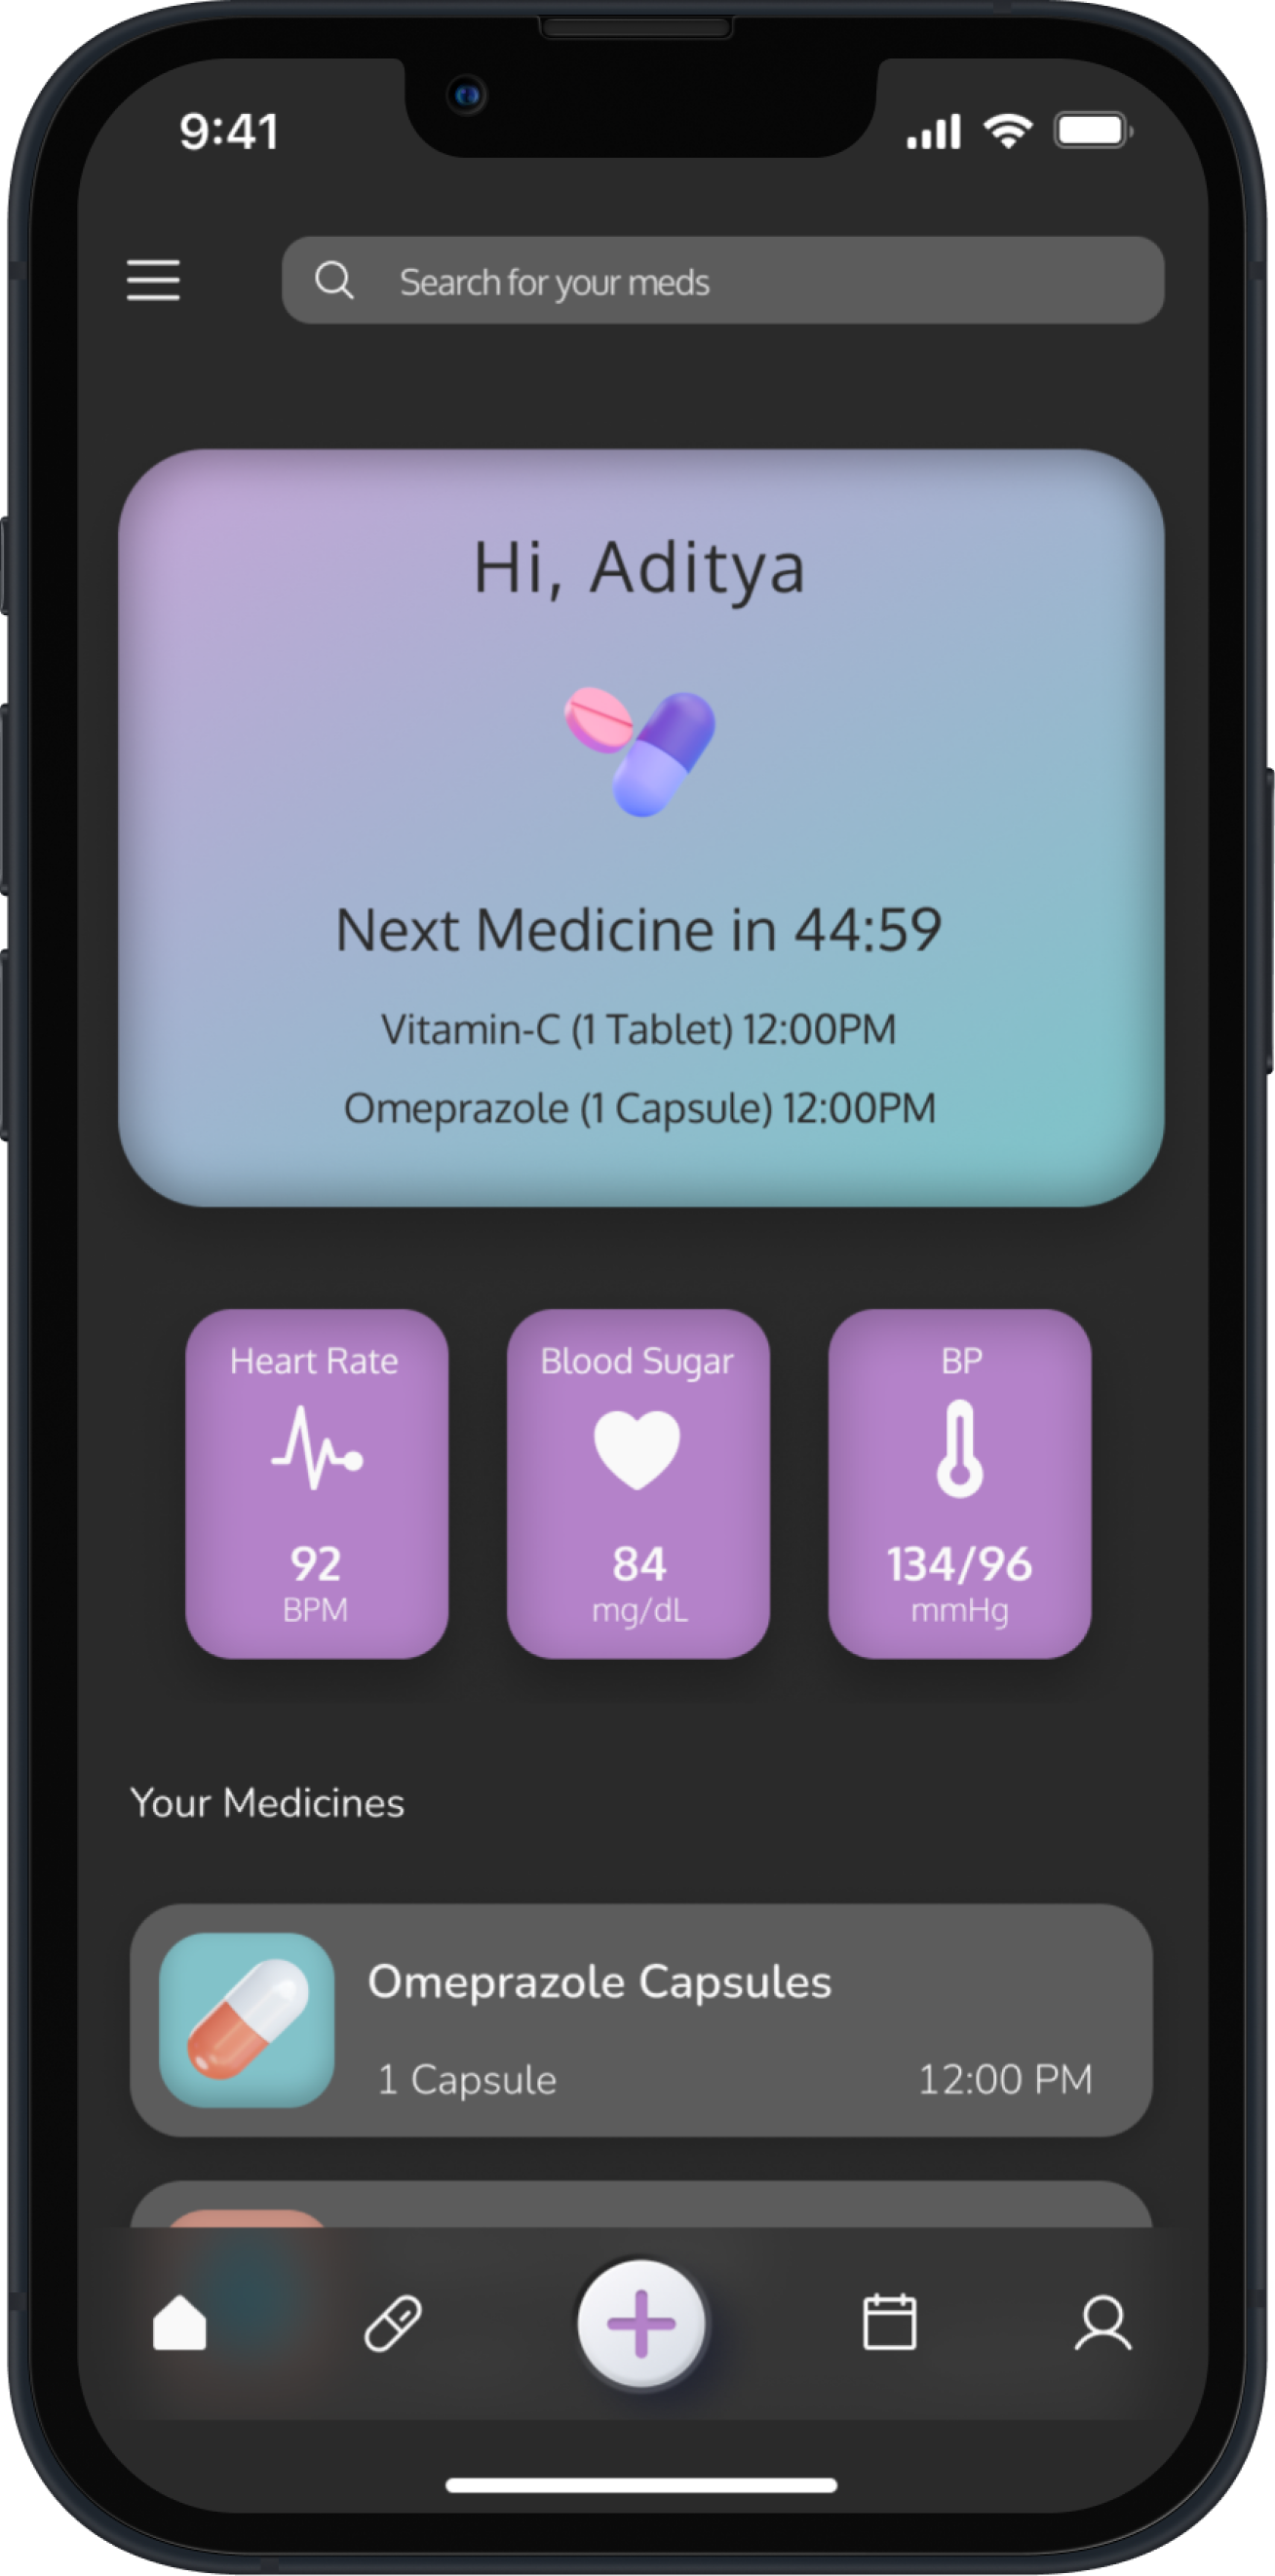 9:41
Search for your meds
Hi, Aditya
Next Medicine in 44:59
Vitamin-C (1 Tablet) 12:00PM
Omeprazole (1 Capsule) 12:00PM
Heart Rate
92
BPM
Blood Sugar
84
mg/dL
BP
134/96
mmHg
Your Medicines
Omeprazole Capsules
1 Capsule 12:00 PM